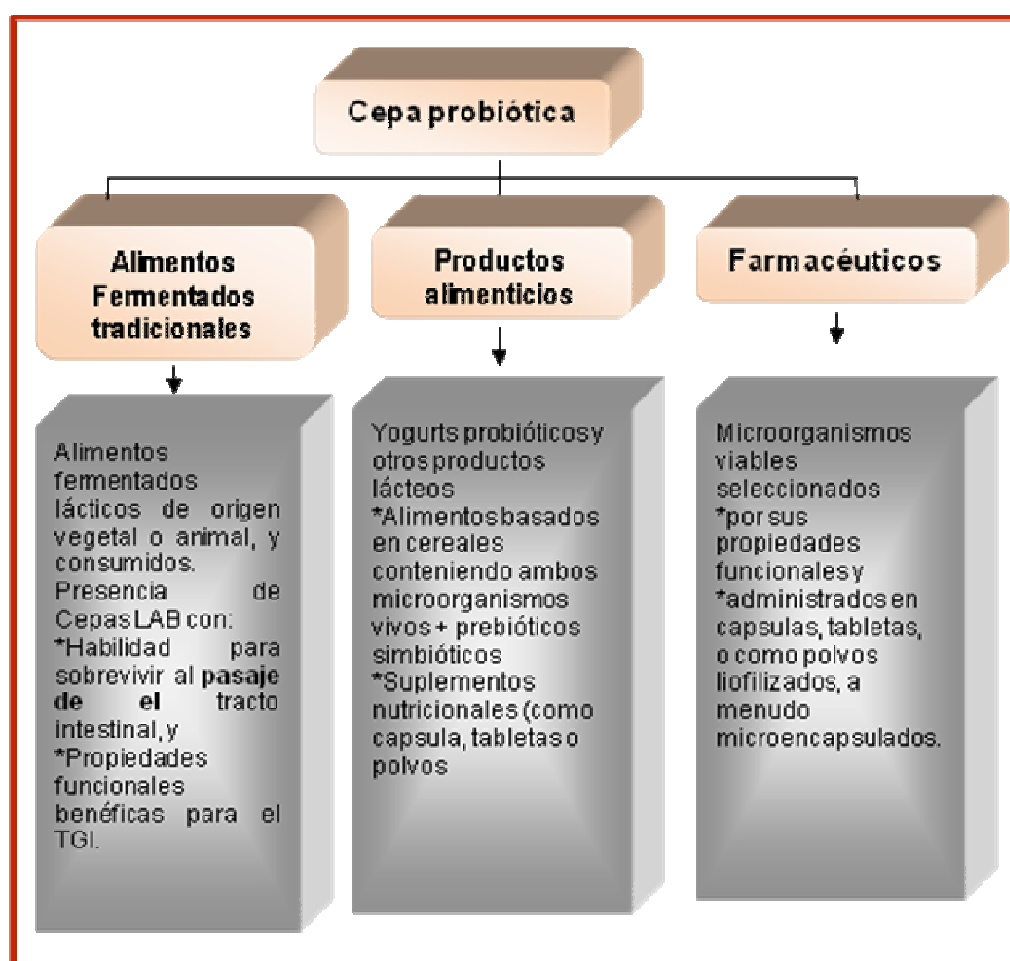 Cepa probiótica
Alimentos
Fermentados
tradicionales
Productos
alimenticios
Farmacéuticos
Alimentos
fermentados
lácticos de origen
vegetal o animal, y
consumidos.
Presencia de
Cepas LAB con:
*Habilidad para
sobrevivir al pasaje
de el tracto
intestinal, y
*Propiedades
funcionales
benéficas para el
TGI.
Yogurts probióticos y
otros productos
lácteos
*Alimentos basados
en cereales
conteniendo ambos
microorganismos
vivos + prebióticos
simbióticos
*Suplementos
nutricionales (como
capsula, tabletas o
polvos
Microorganismos
viables
seleccionados
*por sus
propiedades
funcionales y
*administrados en
capsulas, tabletas,
o como polvos
liofilizados, a
menudo
microencapsulados.